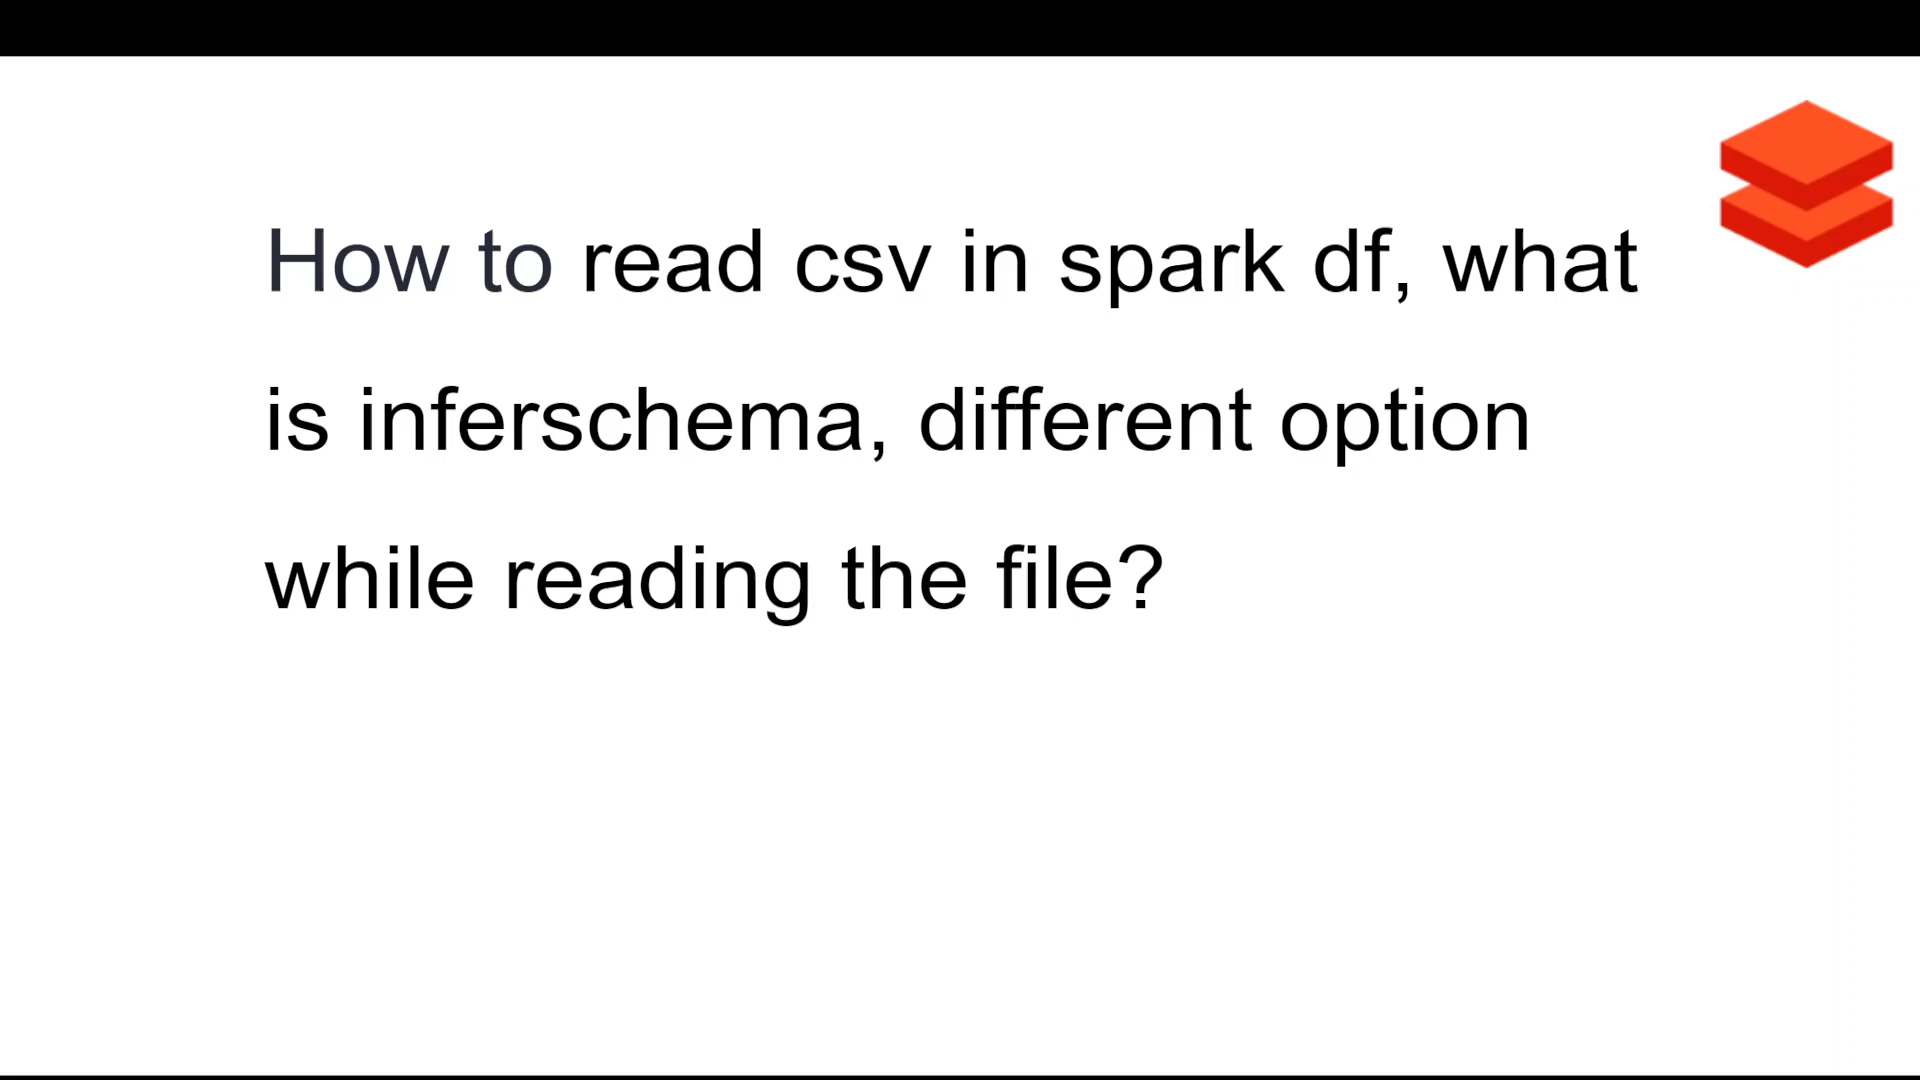 How to read csv in spark df, what
is inferschema, different option
while reading the file?